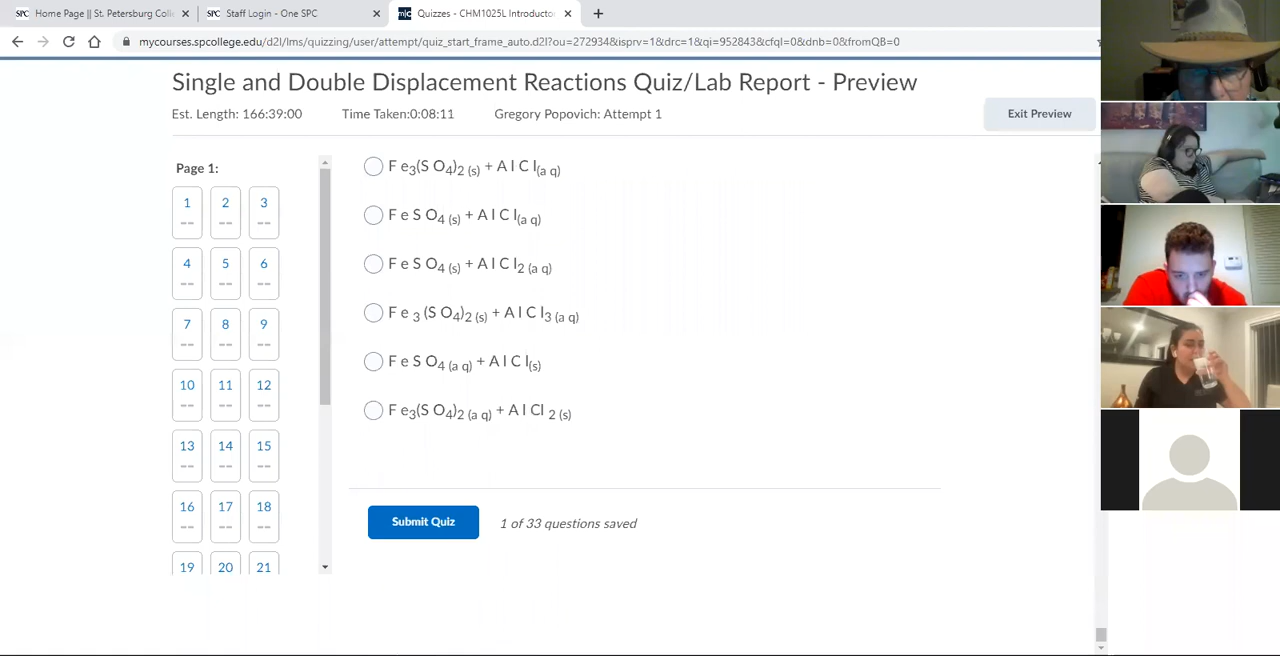 SPC Home Page || St. Petersburg Coll
SPC Staff Login - One SPC
Quizzes - CHM1025L Introducto
mycourses.spcollege.edu/d2l/lms/quizzing/user/attempt/quiz_start_frame_auto.d2l?ou=272934&isprv=1&drc=1&qi=952843&cfql=0&dnb=0&fromQB=0
Single and Double Displacement Reactions Quiz/Lab Report - Preview
Est. Length: 166:39:00 Time Taken:0:08:11 Gregory Popovich: Attempt 1
Exit Preview
Page 1:
1 2 3
-- -- --
4 5 6
-- -- --
7 8 9
-- -- --
10 11 12
-- -- --
13 14 15
-- -- --
16 17 18
-- -- --
19 20 21
F e3(S O4)2 (s) + A l C l(a q)
F e S O4 (s) + A l C l(a q)
F e S O4 (s) + A l C l2 (a q)
F e 3 (S O4)2 (s) + A l C l3 (a q)
F e S O4 (a q) + A l C l(s)
F e3(S O4)2 (a q) + A l Cl 2 (s)
Submit Quiz
1 of 33 questions saved